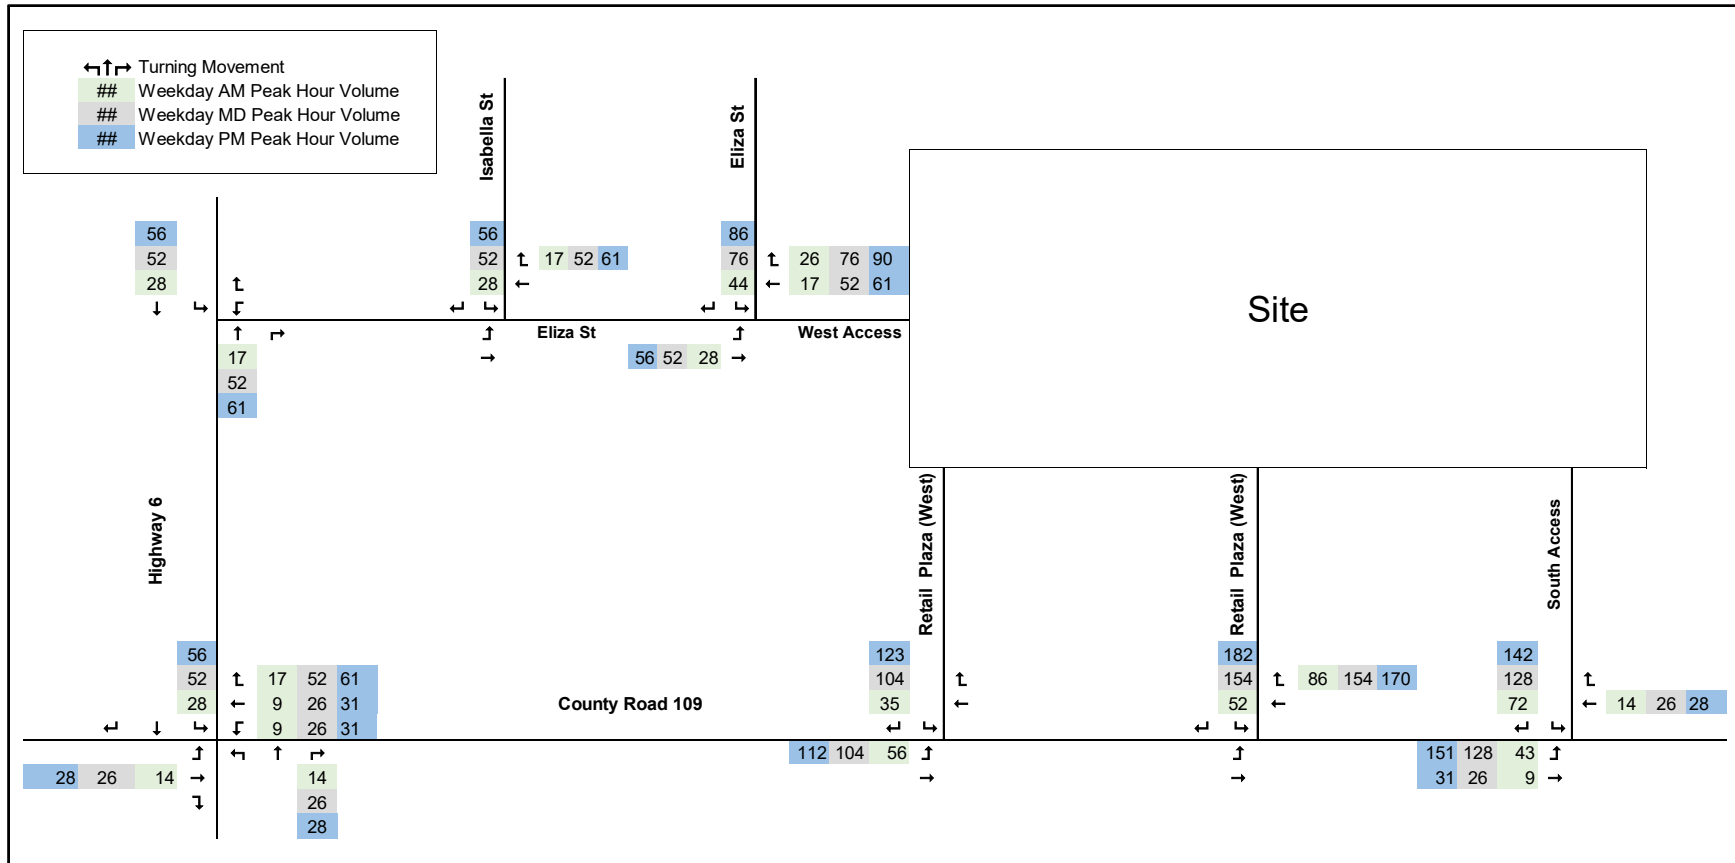 Turning Movement
## Weekday AM Peak Hour Volume
## Weekday MD Peak Hour Volume
## Weekday PM Peak Hour Volume
Isabella St
Eliza St
56
52
28
56
52
28
17 52 61
86
76
44
26 76 90
17 52 61
Site
Eliza St
West Access
17
52
61
56 52 28
Highway 6
Retail Plaza (West)
Retail Plaza (West)
South Access
56
52
28
17 52 61
9 26 31
9 26 31
County Road 109
123
104
35
182
154
52
86 154 170
142
128
72
14 26 28
28 26 14
14
26
28
112 104 56
151 128 43
31 26 9